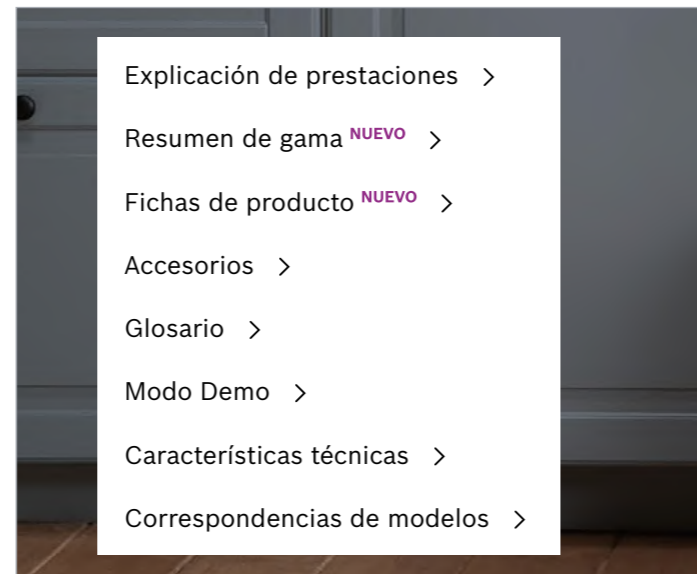 Explicación de prestaciones
Resumen de gama NUEVO
Fichas de producto NUEVO
Accesorios
Glosario
Modo Demo
Características técnicas
Correspondencias de modelos